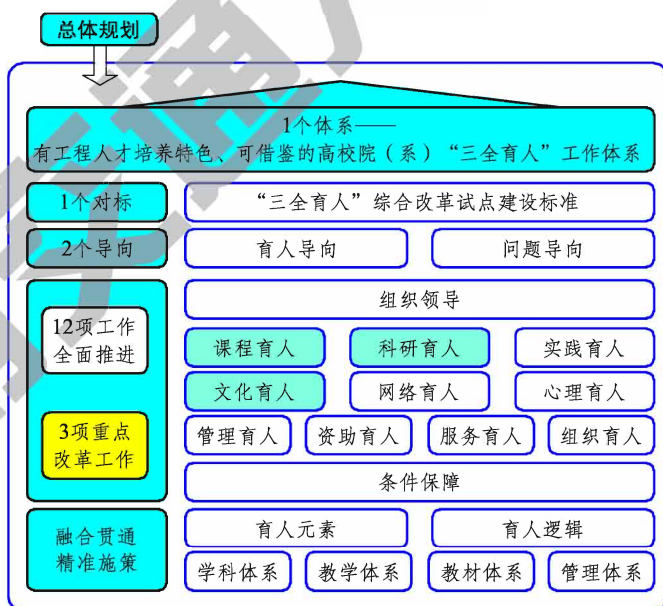 总体规划
1个体系——
有工程人才培养特色、可借鉴的高校院（系）“三全育人”工作体系
1个对标
“三全育人”综合改革试点建设标准
2个导向
育人导向
问题导向
12项工作
全面推进
3项重点
改革工作
组织领导
课程育人
科研育人
实践育人
文化育人
网络育人
心理育人
管理育人
资助育人
服务育人
组织育人
条件保障
融合贯通
精准施策
育人元素
育人逻辑
学科体系
教学体系
教材体系
管理体系